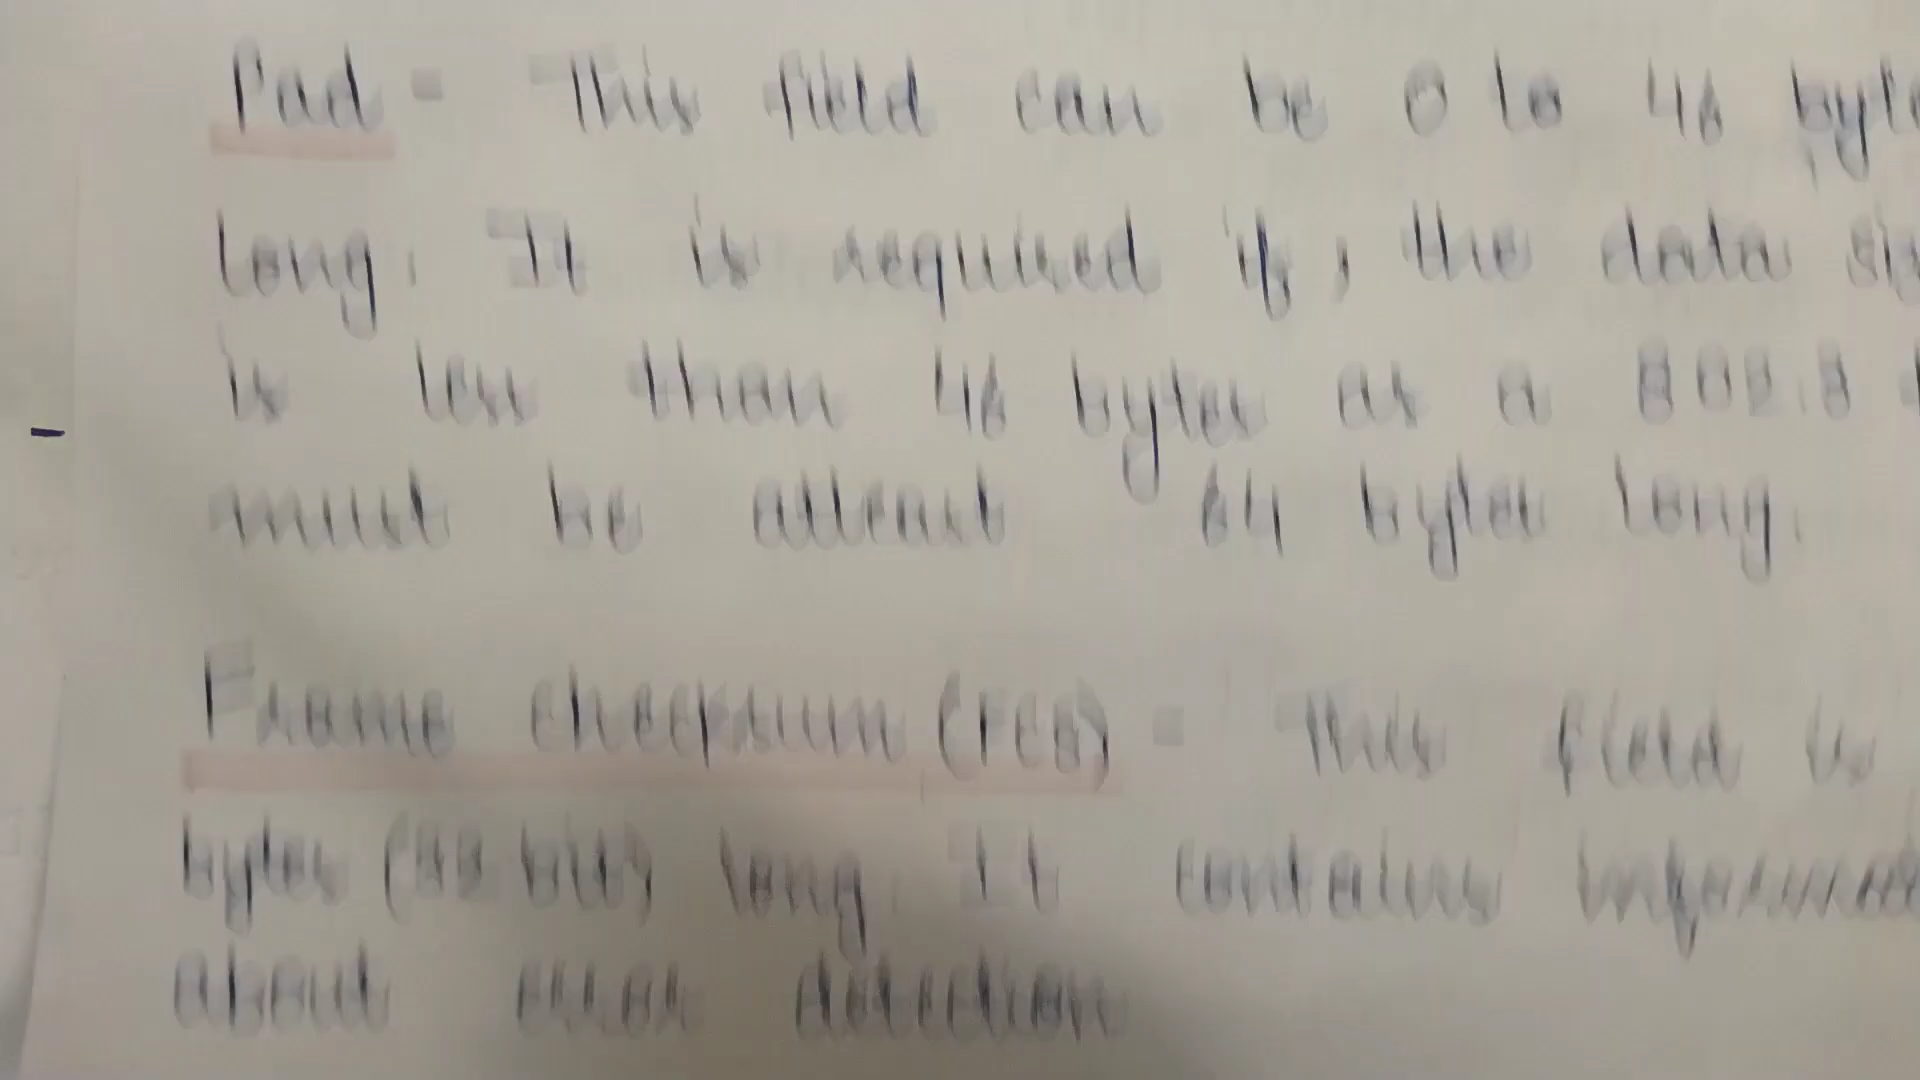 Pad - This field can be 0 to 46
long. It is required if, the data
is less than 46 bytes as a 802.3
must be atleast 64 bytes long.
Frame checksum (FCS) - This field is
bytes (32 bit) long. It contains
about error detection